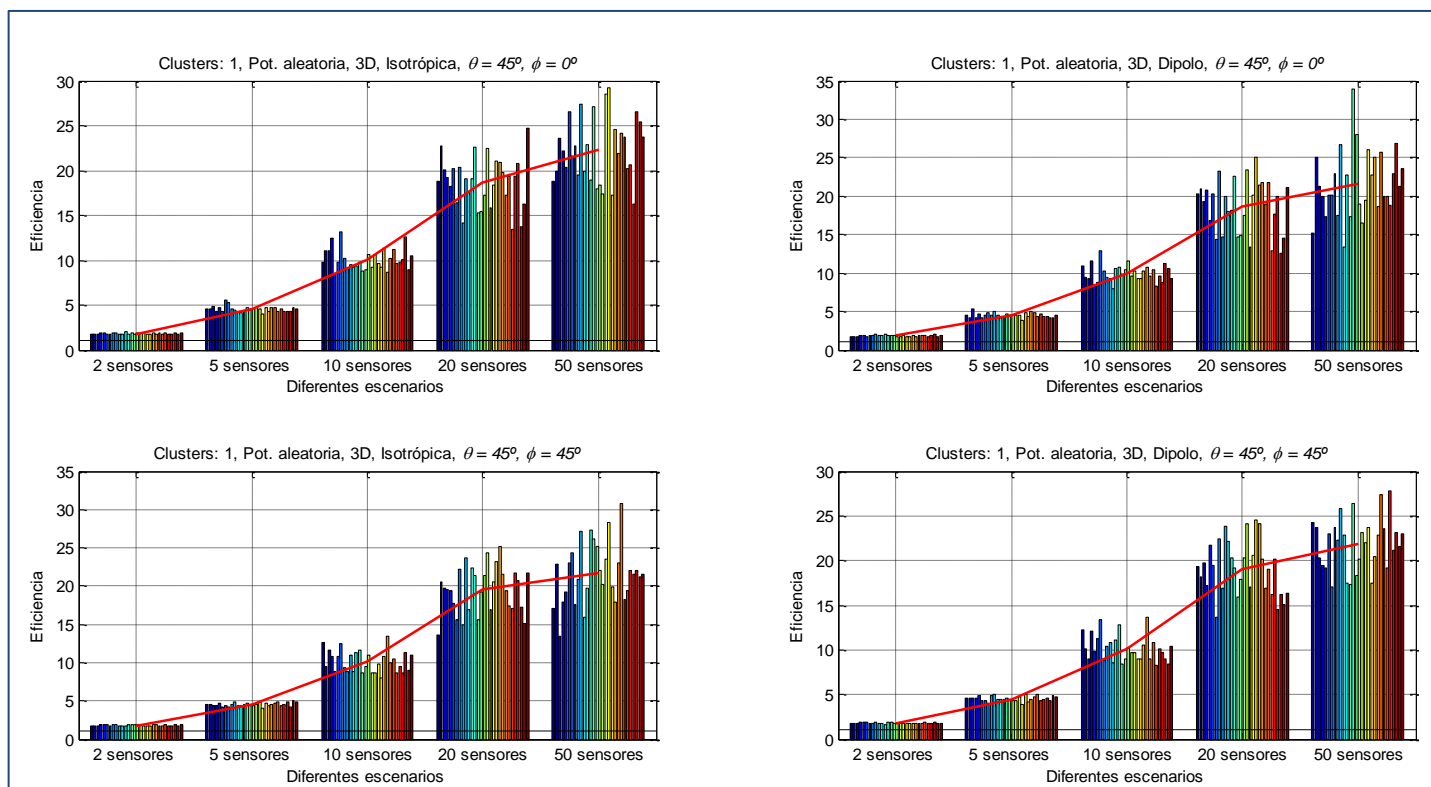 Clusters: 1, Pot. aleatoria, 3D, Isotrópica, θ = 45º, ϕ = 0º
30
25
20
15
10
5
0
Eficiencia
2 sensores 5 sensores 10 sensores 20 sensores 50 sensores
Diferentes escenarios
Clusters: 1, Pot. aleatoria, 3D, Dipolo, θ = 45º, ϕ = 0º
35
30
25
20
15
10
5
0
Eficiencia
2 sensores 5 sensores 10 sensores 20 sensores 50 sensores
Diferentes escenarios
Clusters: 1, Pot. aleatoria, 3D, Isotrópica, θ = 45º, ϕ = 45º
35
30
25
20
15
10
5
0
Eficiencia
2 sensores 5 sensores 10 sensores 20 sensores 50 sensores
Diferentes escenarios
Clusters: 1, Pot. aleatoria, 3D, Dipolo, θ = 45º, ϕ = 45º
30
25
20
15
10
5
0
Eficiencia
2 sensores 5 sensores 10 sensores 20 sensores 50 sensores
Diferentes escenarios